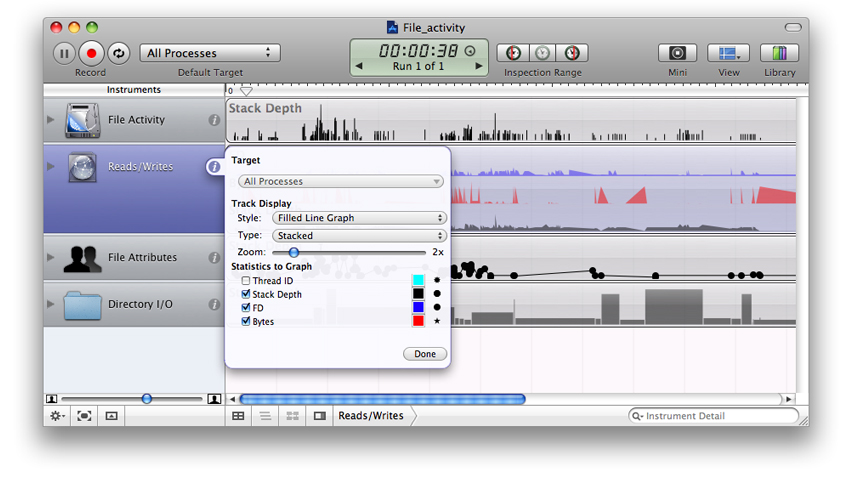 File_activity
All Processes
00:00:38
Run 1 of 1
Record
Default Target
Inspection Range
Mini
View
Library
Instruments
0
File Activity
Stack Depth
Reads/Writes
File Attributes
Directory I/O
Target
All Processes
Track Display
Style: Filled Line Graph
Type: Stacked
Zoom: 2x
Statistics to Graph
Thread ID
Stack Depth
FD
Bytes
Done
Reads/Writes
Instrument Detail